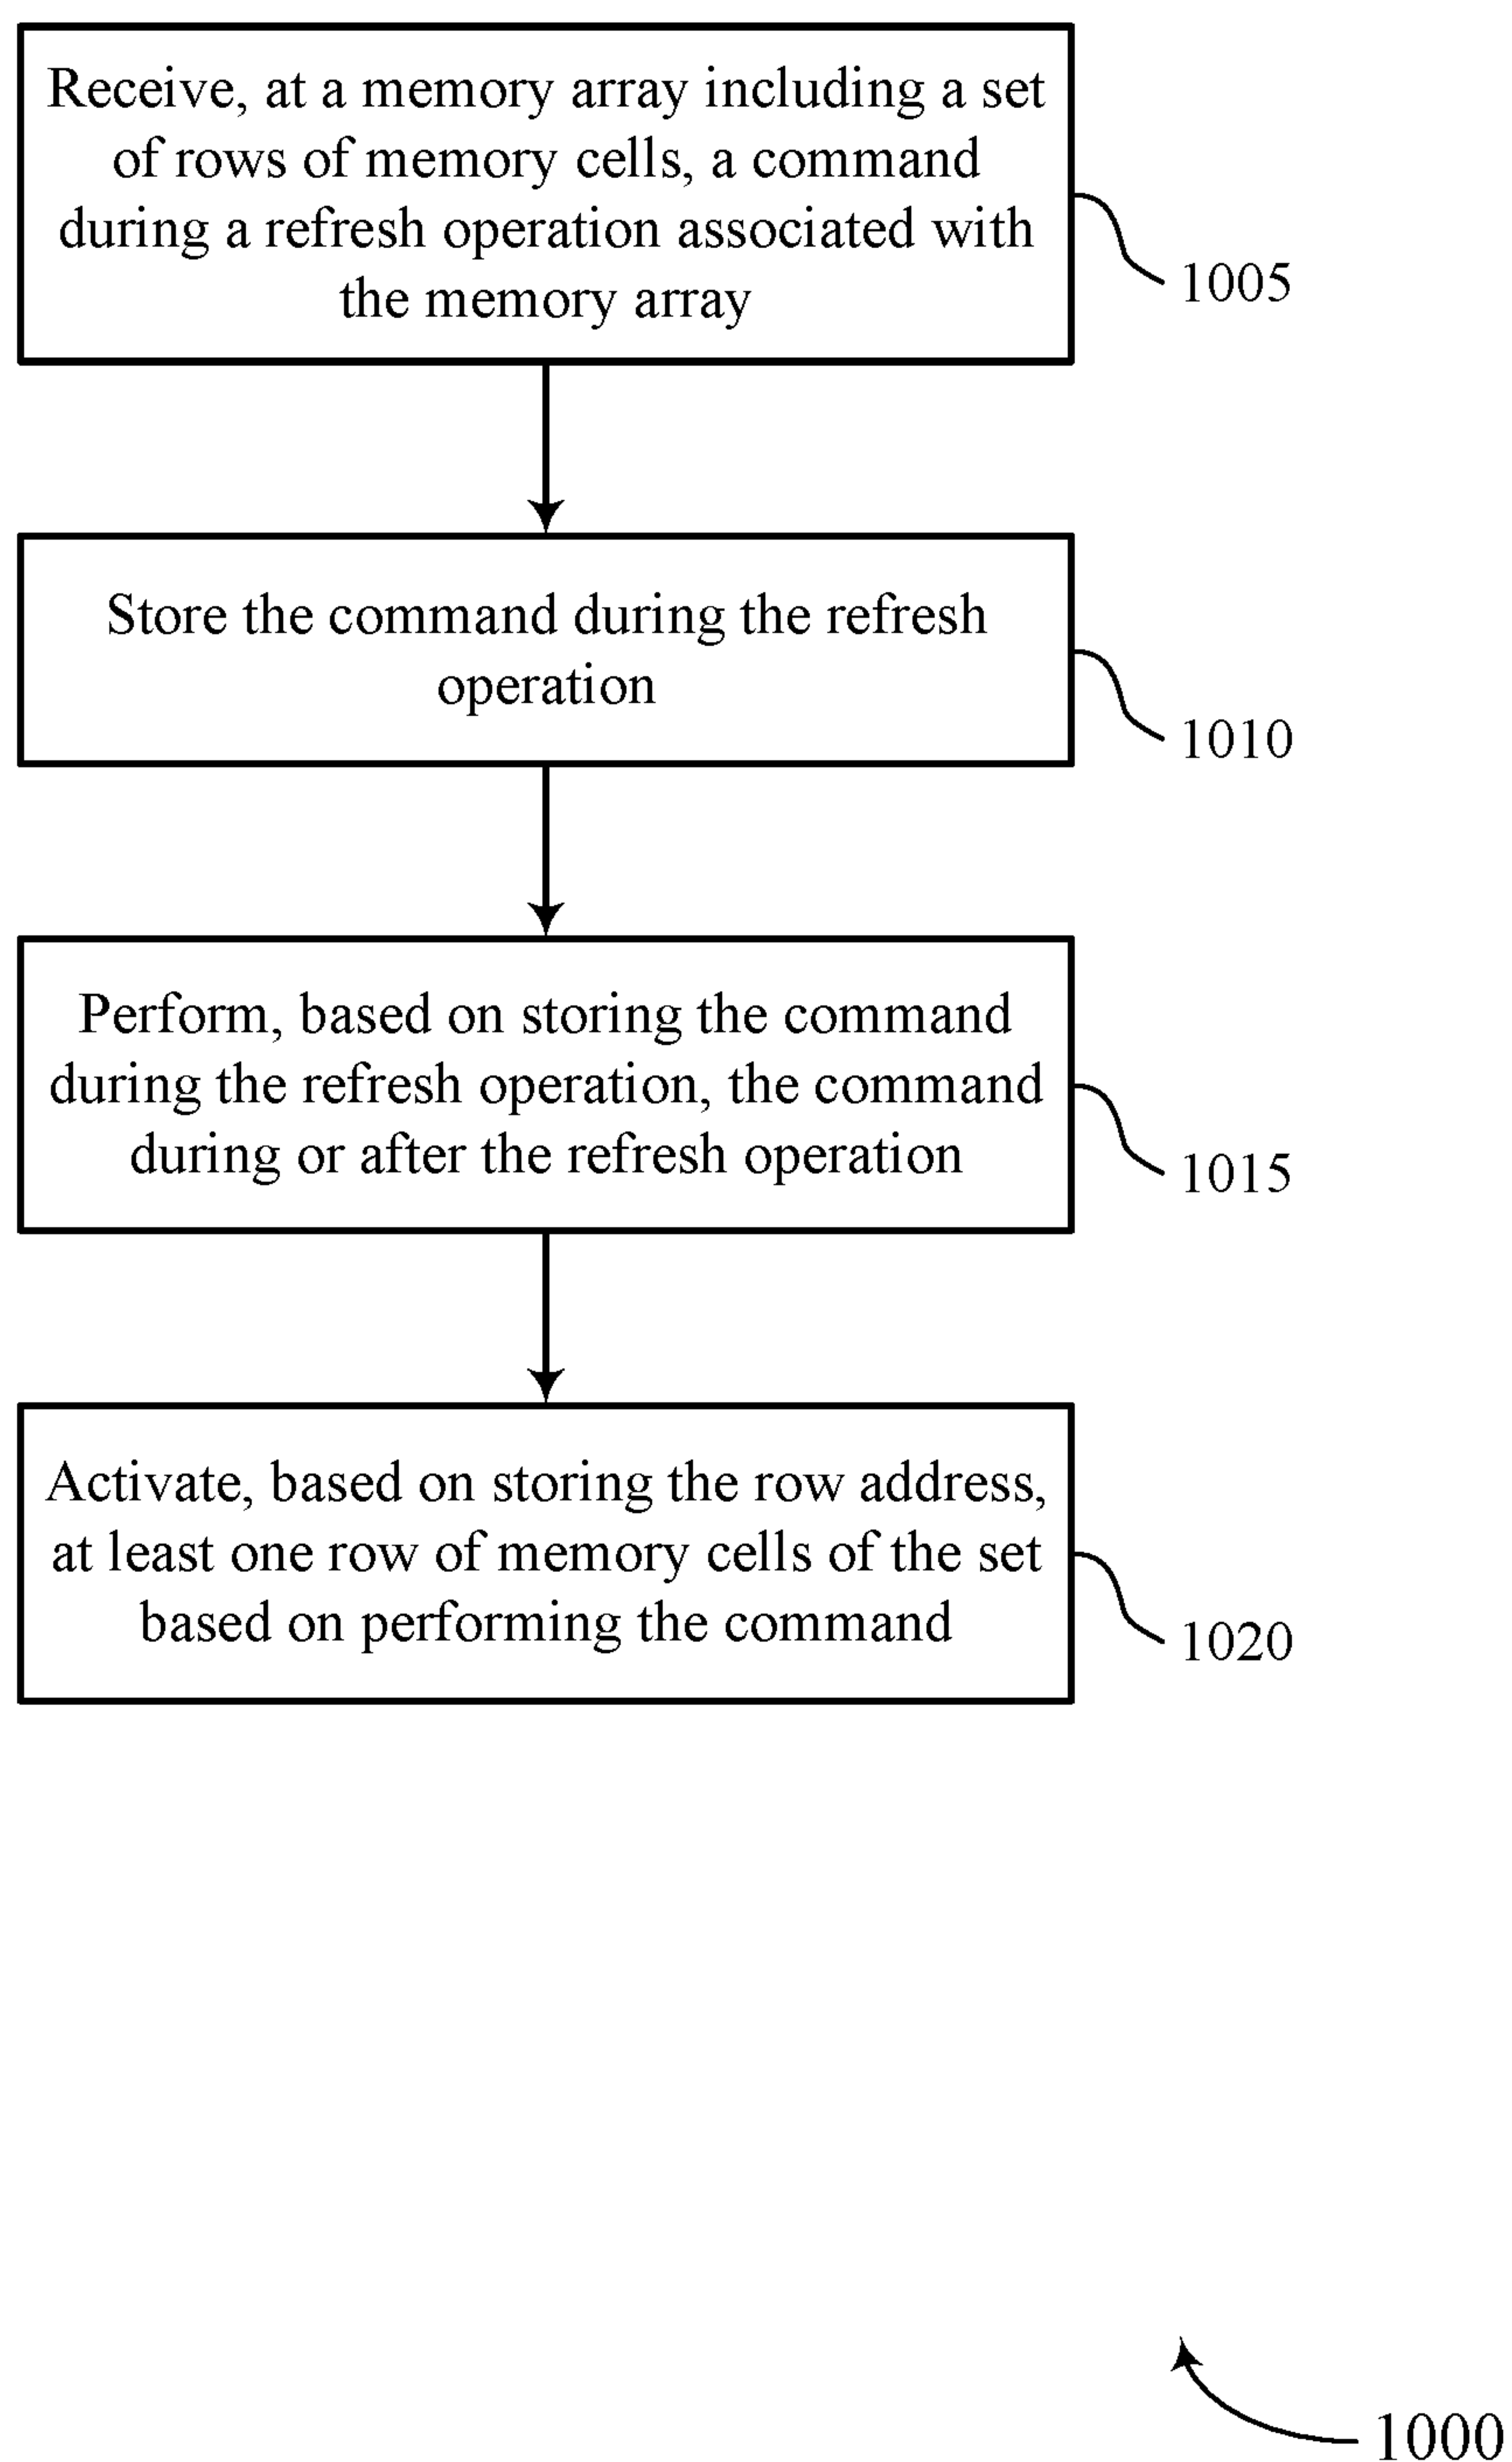 Receive, at a memory array including a set
of rows of memory cells, a command
during a refresh operation associated with
the memory array
1005
Store the command during the refresh
operation
1010
Perform, based on storing the command
during the refresh operation, the command
during or after the refresh operation
1015
Activate, based on storing the row address,
at least one row of memory cells of the set
based on performing the command
1020
1000